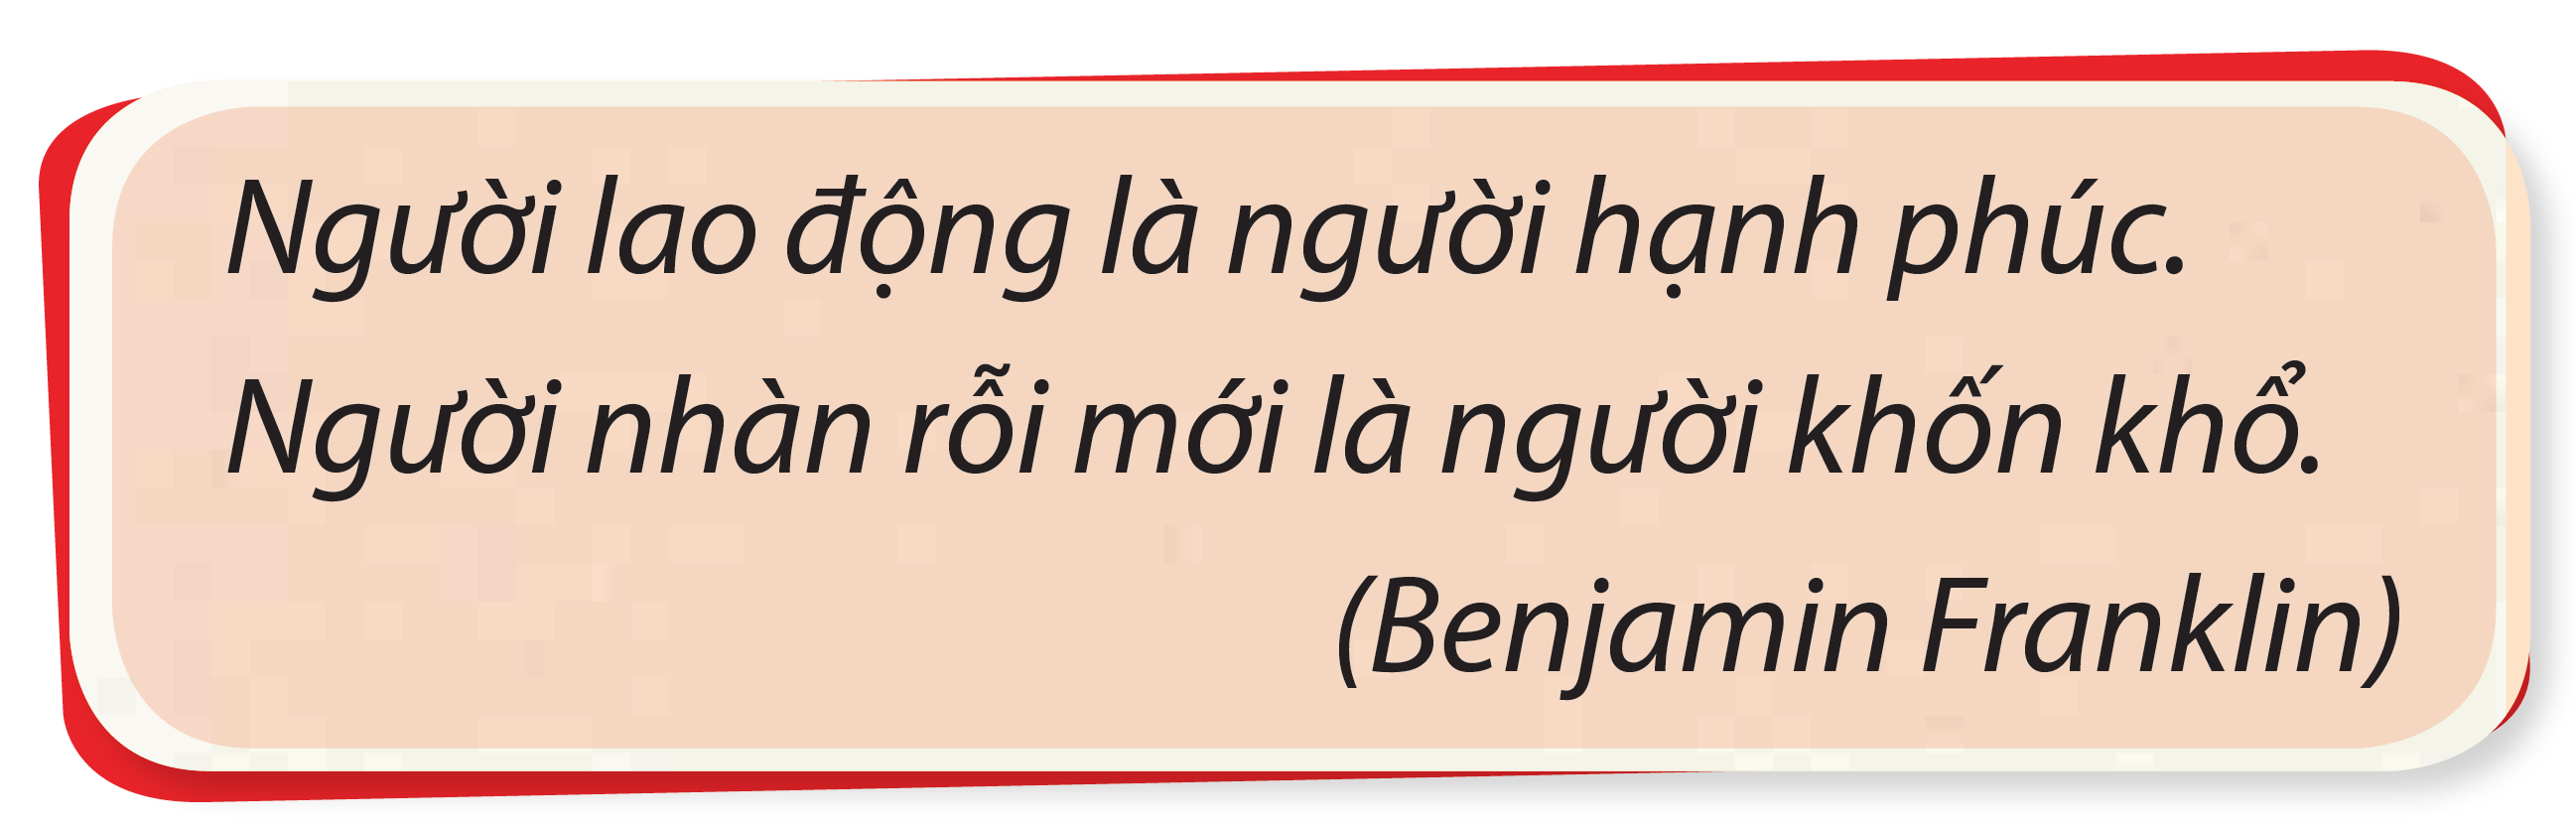 Người lao động là người hạnh phúc.
Người nhàn rỗi mới là người khốn khổ.
(Benjamin Franklin)